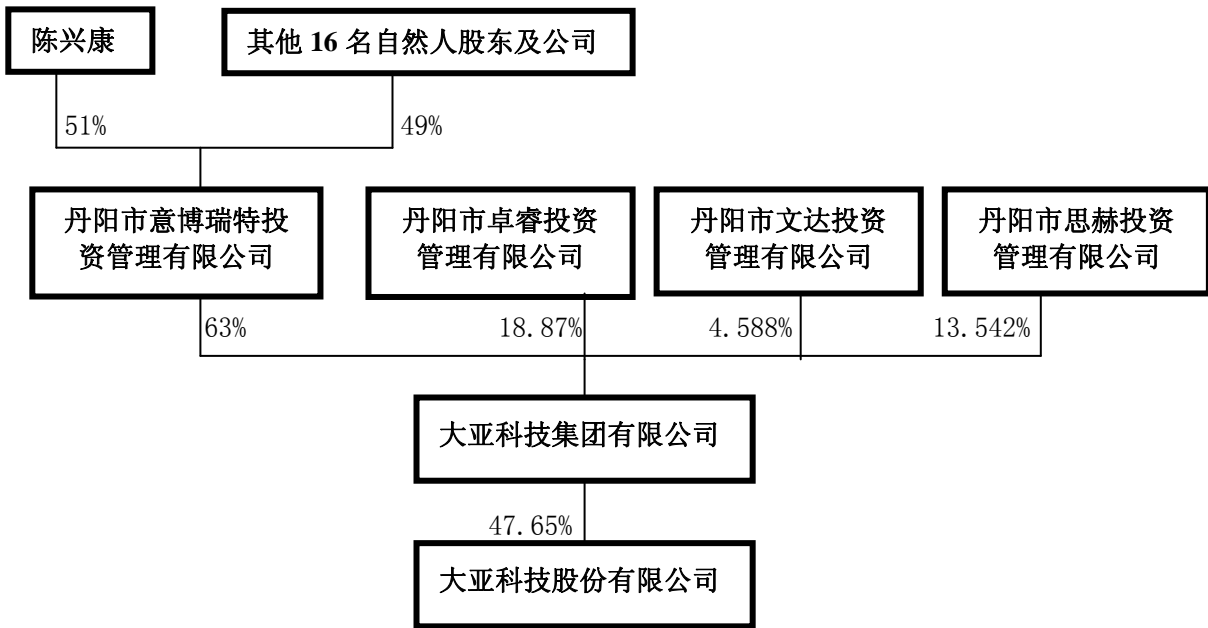 陈兴康
其他 16 名自然人股东及公司
51%
49%
丹阳市意博瑞特投
资管理有限公司
丹阳市卓睿投资
管理有限公司
丹阳市文达投资
管理有限公司
丹阳市思赫投资
管理有限公司
63%
18.87%
4.588%
13.542%
大亚科技集团有限公司
47.65%
大亚科技股份有限公司